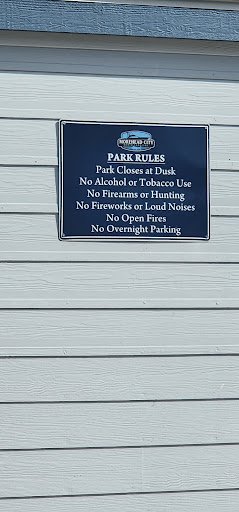 MOREHEAD CITY
PARK RULES
Park Closes at Dusk
No Alcohol or Tobacco Use
No Firearms or Hunting
No Fireworks or Loud Noises
No Open Fires
No Overnight Parking